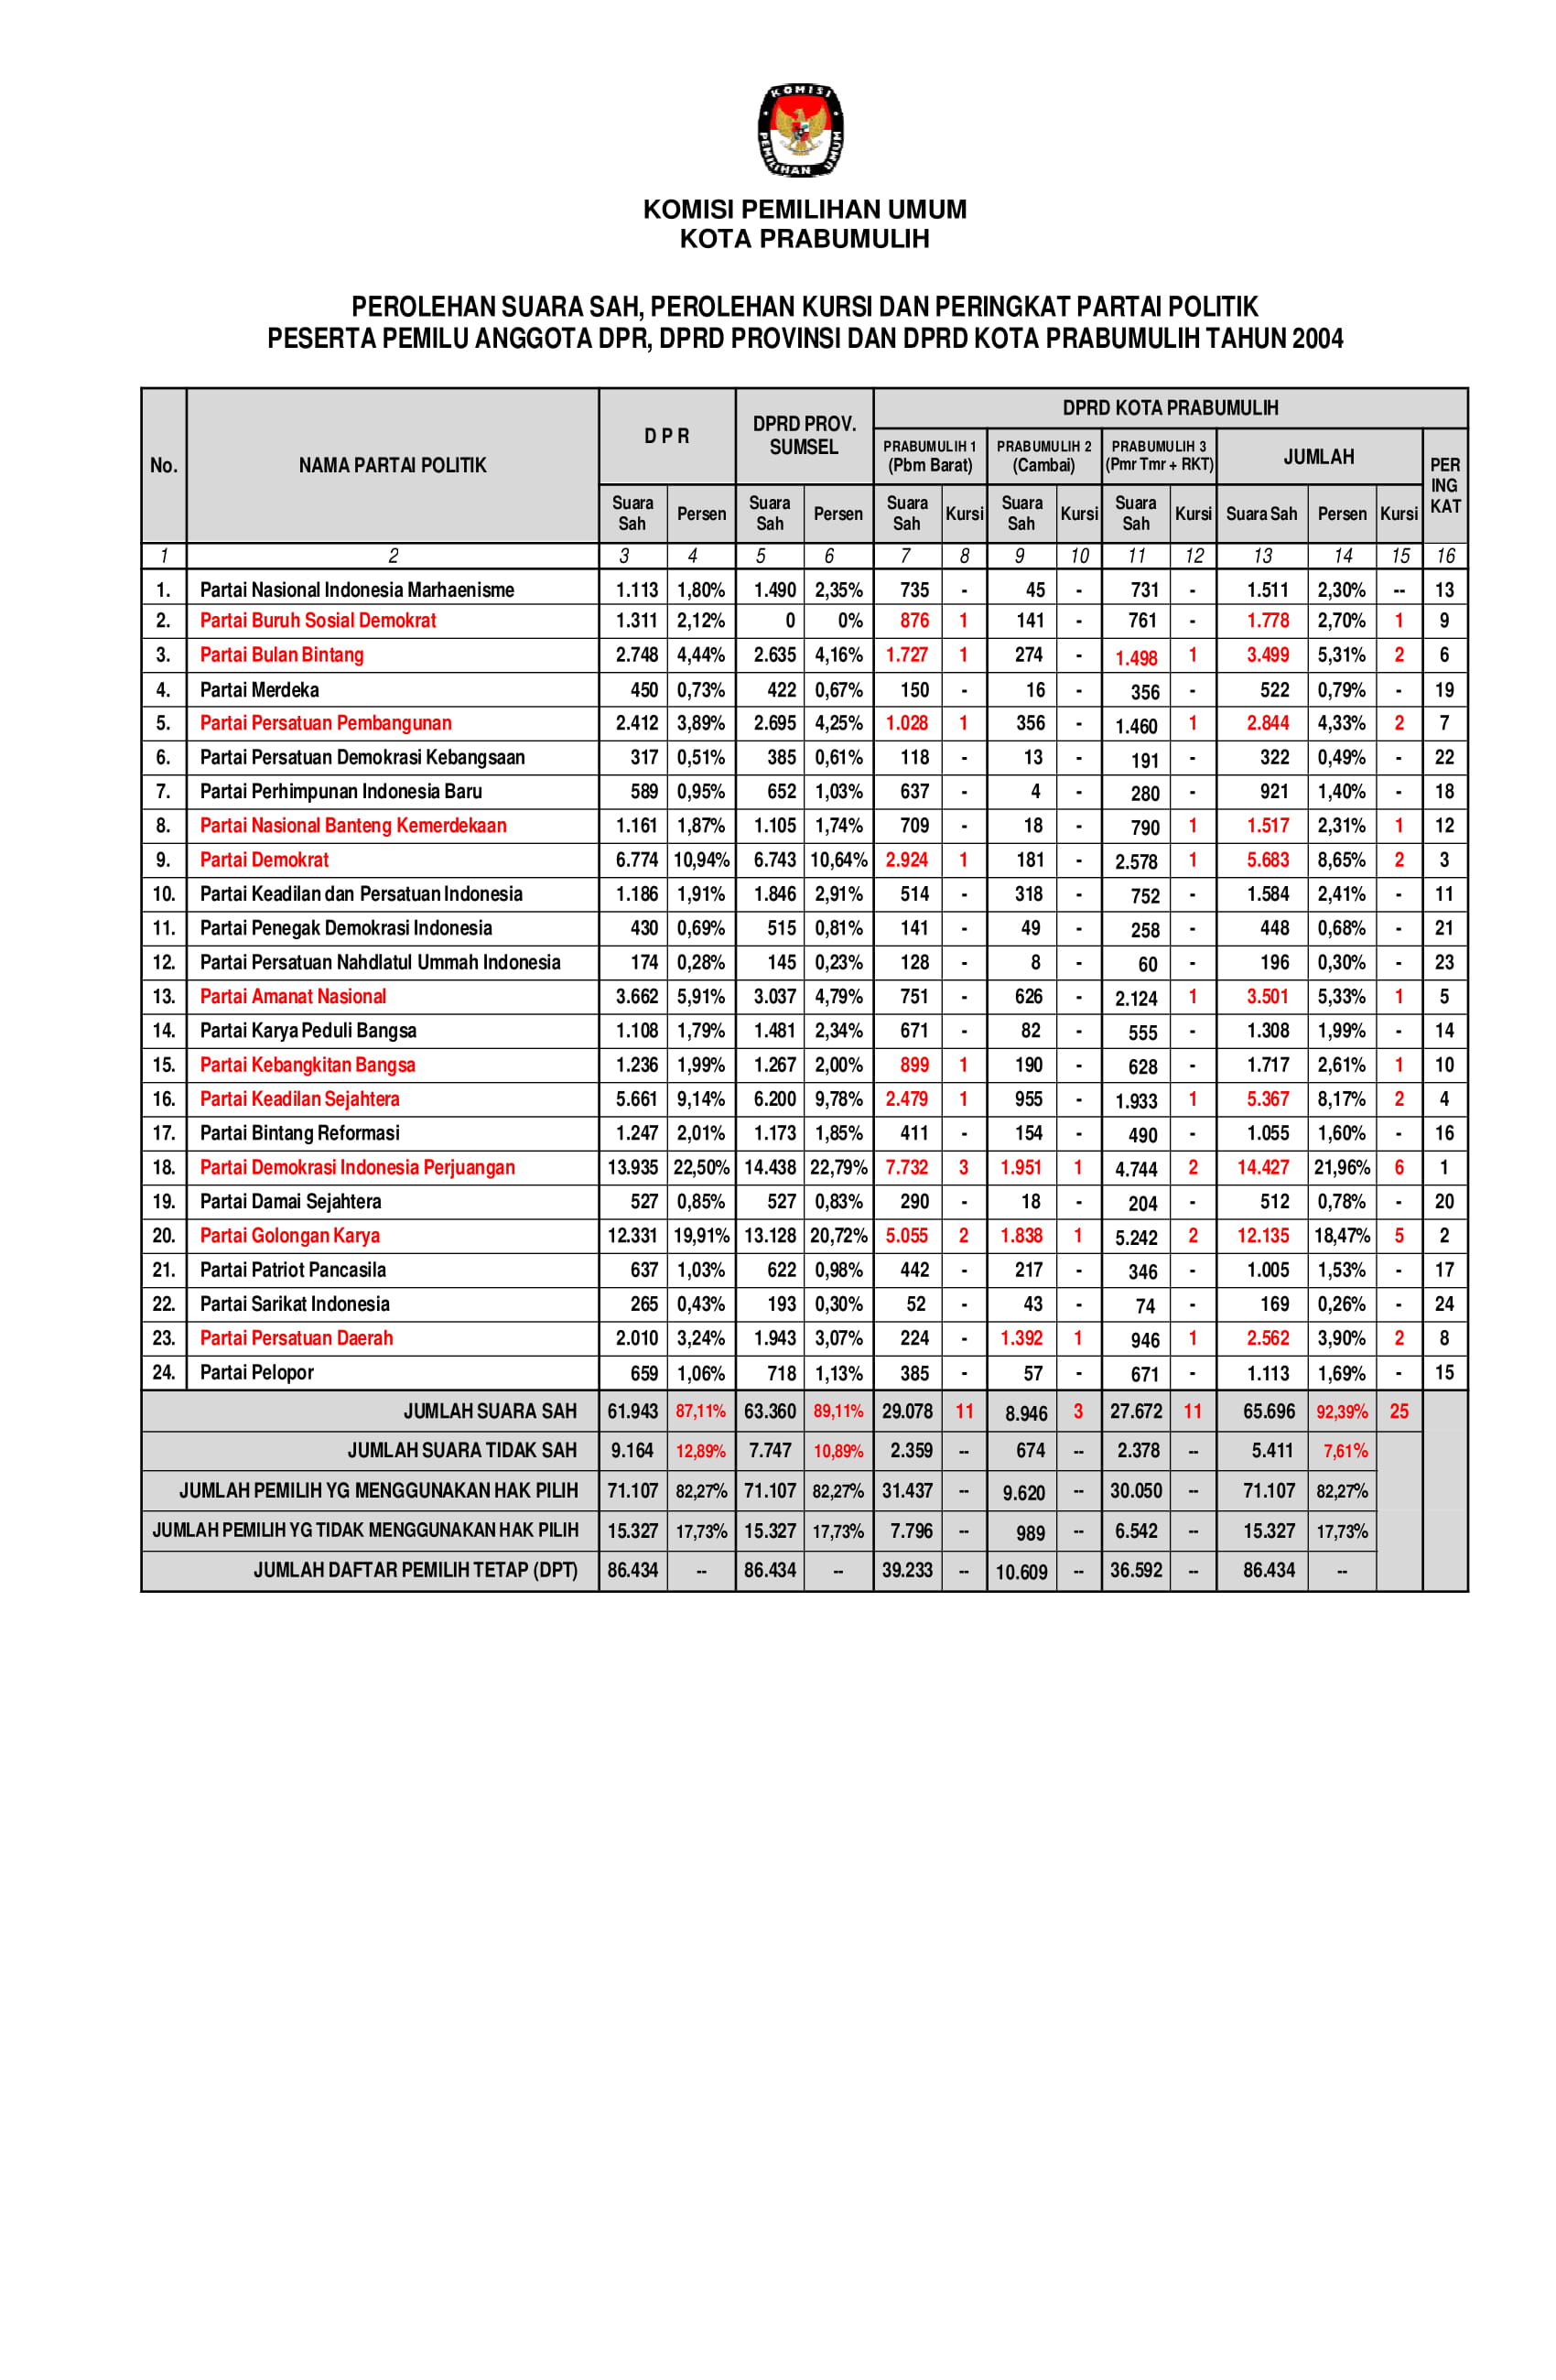 KOMISI PEMILIHAN UMUM
KOMISI PEMILIHAN UMUM
KOTA PRABUMULIH
PEROLEHAN SUARA SAH, PEROLEHAN KURSI DAN PERINGKAT PARTAI POLITIK
PESERTA PEMILU ANGGOTA DPR, DPRD PROVINSI DAN DPRD KOTA PRABUMULIH TAHUN 2004
No. NAMA PARTAI POLITIK D P R DPRD PROV. SUMSEL DPRD KOTA PRABUMULIH
PRABUMULIH 1 (Pbm Barat) PRABUMULIH 2 (Cambai) PRABUMULIH 3 (Pmr Tmr + RKT) JUMLAH PER ING KAT
Suara Sah Persen Suara Sah Persen Suara Sah Kursi Suara Sah Kursi Suara Sah Kursi Suara Sah Persen Kursi
1 2 3 4 5 6 7 8 9 10 11 12 13 14 15 16
1. Partai Nasional Indonesia Marhaenisme 1.113 1,80% 1.490 2,35% 735 - 45 - 731 - 1.511 2,30% -- 13
2. Partai Buruh Sosial Demokrat 1.311 2,12% 0 0% 876 1 141 - 761 - 1.778 2,70% 1 9
3. Partai Bulan Bintang 2.748 4,44% 2.635 4,16% 1.727 1 274 - 1.498 1 3.499 5,31% 2 6
4. Partai Merdeka 450 0,73% 422 0,67% 150 - 16 - 356 - 522 0,79% - 19
5. Partai Persatuan Pembangunan 2.412 3,89% 2.695 4,25% 1.028 1 356 - 1.460 1 2.844 4,33% 2 7
6. Partai Persatuan Demokrasi Kebangsaan 317 0,51% 385 0,61% 118 - 13 - 191 - 322 0,49% - 22
7. Partai Perhimpunan Indonesia Baru 589 0,95% 652 1,03% 637 - 4 - 280 - 921 1,40% - 18
8. Partai Nasional Banteng Kemerdekaan 1.161 1,87% 1.105 1,74% 709 - 18 - 790 1 1.517 2,31% 1 12
9. Partai Demokrat 6.774 10,94% 6.743 10,64% 2.924 1 181 - 2.578 1 5.683 8,65% 2 3
10. Partai Keadilan dan Persatuan Indonesia 1.186 1,91% 1.846 2,91% 514 - 318 - 752 - 1.584 2,41% - 11
11. Partai Penegak Demokrasi Indonesia 430 0,69% 515 0,81% 141 - 49 - 258 - 448 0,68% - 21
12. Partai Persatuan Nahdlatul Ummah Indonesia 174 0,28% 145 0,23% 128 - 8 - 60 - 196 0,30% - 23
13. Partai Amanat Nasional 3.662 5,91% 3.037 4,79% 751 - 626 - 2.124 1 3.501 5,33% 1 5
14. Partai Karya Peduli Bangsa 1.108 1,79% 1.481 2,34% 671 - 82 - 555 - 1.308 1,99% - 14
15. Partai Kebangkitan Bangsa 1.236 1,99% 1.267 2,00% 899 1 190 - 628 - 1.717 2,61% 1 10
16. Partai Keadilan Sejahtera 5.661 9,14% 6.200 9,78% 2.479 1 955 - 1.933 1 5.367 8,17% 2 4
17. Partai Bintang Reformasi 1.247 2,01% 1.173 1,85% 411 - 154 - 490 - 1.055 1,60% - 16
18. Partai Demokrasi Indonesia Perjuangan 13.935 22,50% 14.438 22,79% 7.732 3 1.951 1 4.744 2 14.427 21,96% 6 1
19. Partai Damai Sejahtera 527 0,85% 527 0,83% 290 - 18 - 204 - 512 0,78% - 20
20. Partai Golongan Karya 12.331 19,91% 13.128 20,72% 5.055 2 1.838 1 5.242 2 12.135 18,47% 5 2
21. Partai Patriot Pancasila 637 1,03% 622 0,98% 442 - 217 - 346 - 1.005 1,53% - 17
22. Partai Sarikat Indonesia 265 0,43% 193 0,30% 52 - 43 - 74 - 169 0,26% - 24
23. Partai Persatuan Daerah 2.010 3,24% 1.943 3,07% 224 - 1.392 1 946 1 2.562 3,90% 2 8
24. Partai Pelopor 659 1,06% 718 1,13% 385 - 57 - 671 - 1.113 1,69% - 15
JUMLAH SUARA SAH 61.943 87,11% 63.360 89,11% 29.078 11 8.946 3 27.672 11 65.696 92,39% 25
JUMLAH SUARA TIDAK SAH 9.164 12,89% 7.747 10,89% 2.359 -- 674 -- 2.378 -- 5.411 7,61%
JUMLAH PEMILIH YG MENGGUNAKAN HAK PILIH 71.107 82,27% 71.107 82,27% 31.437 -- 9.620 -- 30.050 -- 71.107 82,27%
JUMLAH PEMILIH YG TIDAK MENGGUNAKAN HAK PILIH 15.327 17,73% 15.327 17,73% 7.796 -- 989 -- 6.542 -- 15.327 17,73%
JUMLAH DAFTAR PEMILIH TETAP (DPT) 86.434 -- 86.434 -- 39.233 -- 10.609 -- 36.592 -- 86.434 --